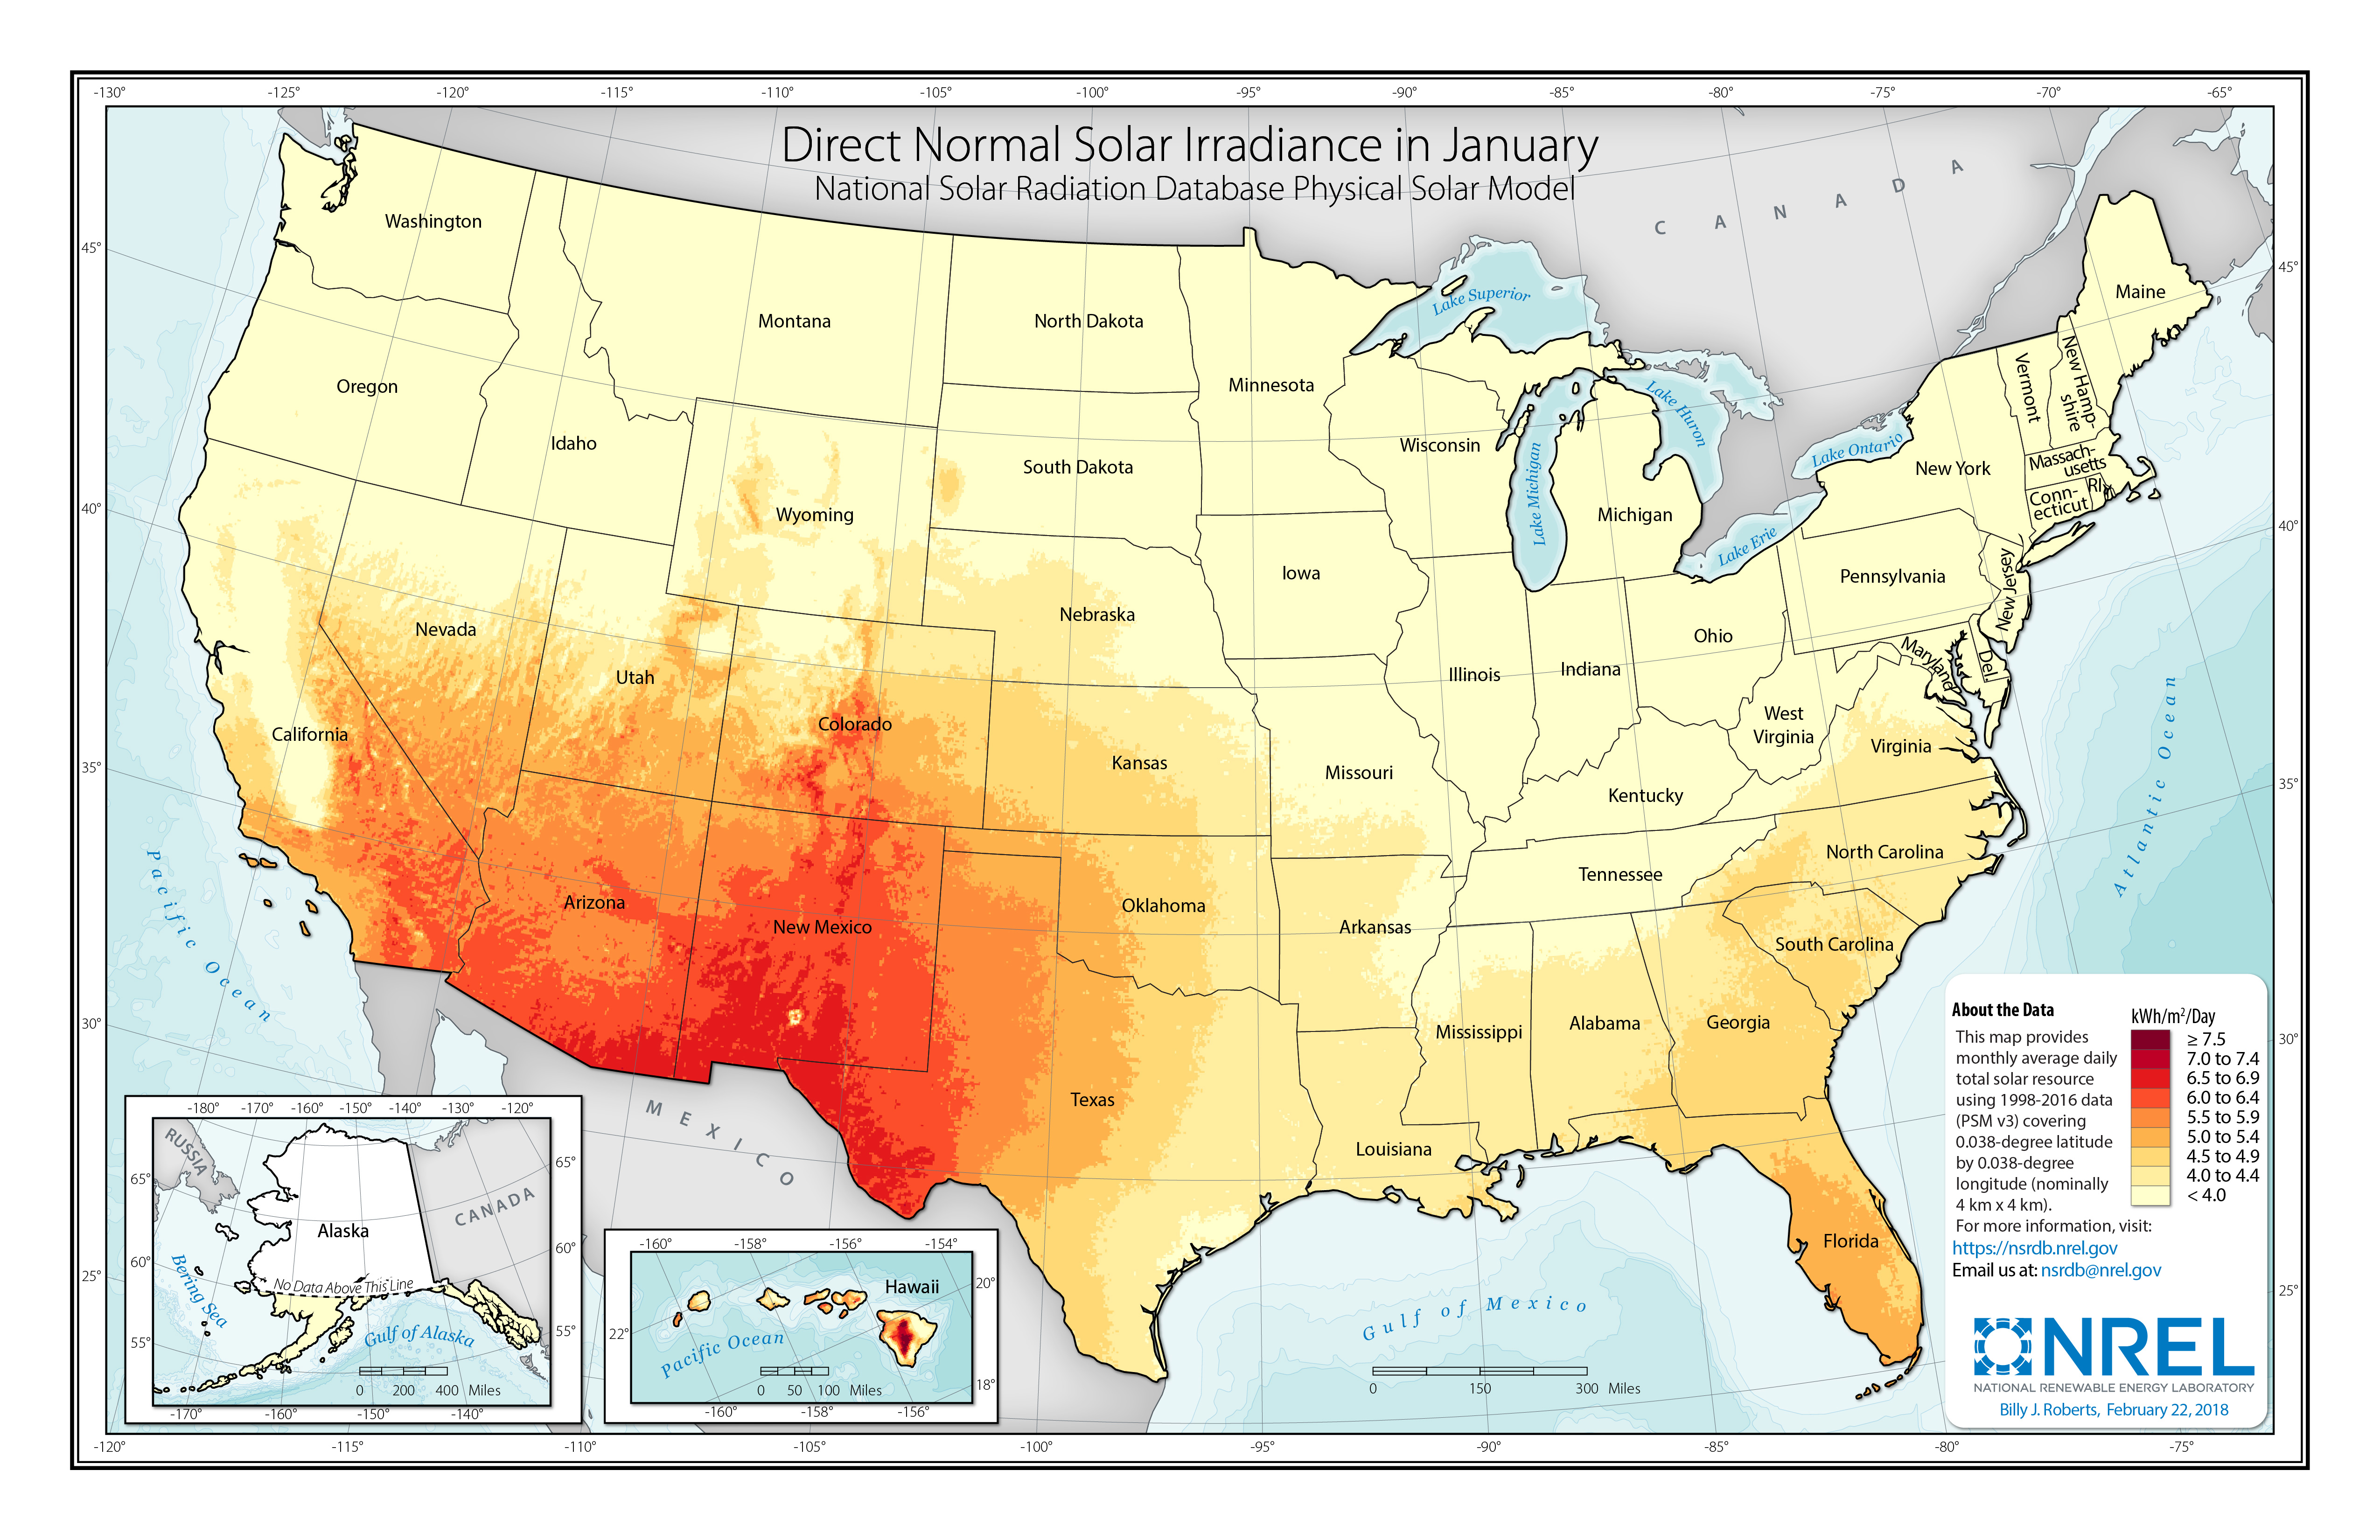 -130°
-125°
-120°
-115°
-110°
-105°
-100°
-95°
-90°
-85°
-80°
-75°
-70°
-65°
Direct Normal Solar Irradiance in January
National Solar Radiation Database Physical Solar Model
CANADA
45°
40°
35°
30°
25°
45°
40°
35°
30°
25°
Washington
Oregon
Idaho
Montana
North Dakota
South Dakota
Minnesota
Wisconsin
Michigan
Lake Superior
Lake Michigan
Lake Huron
Lake Ontario
Lake Erie
Maine
Vermont
New Hamp-
shire
Massach-
usetts
Conn-
ecticut
RI
New York
Pennsylvania
New Jersey
Maryland
Del.
Wyoming
Nebraska
Iowa
Illinois
Indiana
Ohio
West
Virginia
Virginia
Nevada
Utah
Colorado
California
Kansas
Missouri
Kentucky
Tennessee
North Carolina
South Carolina
Arizona
New Mexico
Oklahoma
Arkansas
Texas
Louisiana
Mississippi
Alabama
Georgia
Florida
Pacific Ocean
Atlantic Ocean
Gulf of Mexico
MEXICO
0
150
300
Miles
-180°
-170°
-160°
-150°
-140°
-130°
-120°
RUSSIA
CANADA
65°
60°
55°
65°
60°
55°
Alaska
No Data Above This Line
Bering Sea
Gulf of Alaska
0
200
400
Miles
-170°
-160°
-150°
-140°
-160°
-158°
-156°
-154°
Hawaii
20°
22°
18°
Pacific Ocean
0
50
100
Miles
-160°
-158°
-156°
About the Data
This map provides
monthly average daily
total solar resource
using 1998-2016 data
(PSM v3) covering
0.038-degree latitude
by 0.038-degree
longitude (nominally
4 km x 4 km).
For more information, visit:
https://nsrdb.nrel.gov
Email us at: nsrdb@nrel.gov
kWh/m²/Day
≥ 7.5
7.0 to 7.4
6.5 to 6.9
6.0 to 6.4
5.5 to 5.9
5.0 to 5.4
4.5 to 4.9
4.0 to 4.4
< 4.0
NREL
NATIONAL RENEWABLE ENERGY LABORATORY
Billy J. Roberts, February 22, 2018
-120°
-115°
-110°
-105°
-100°
-95°
-90°
-85°
-80°
-75°